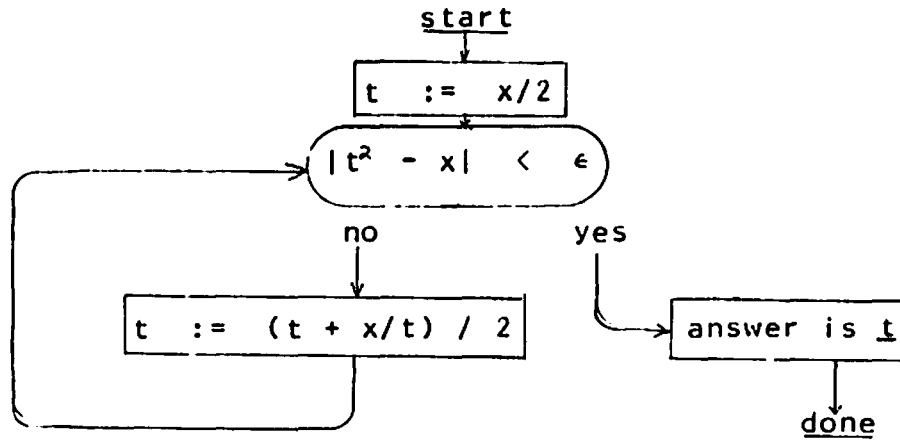 start
t := x/2
|t² - x| < ϵ
no yes
t := (t + x/t) / 2
answer is t
done